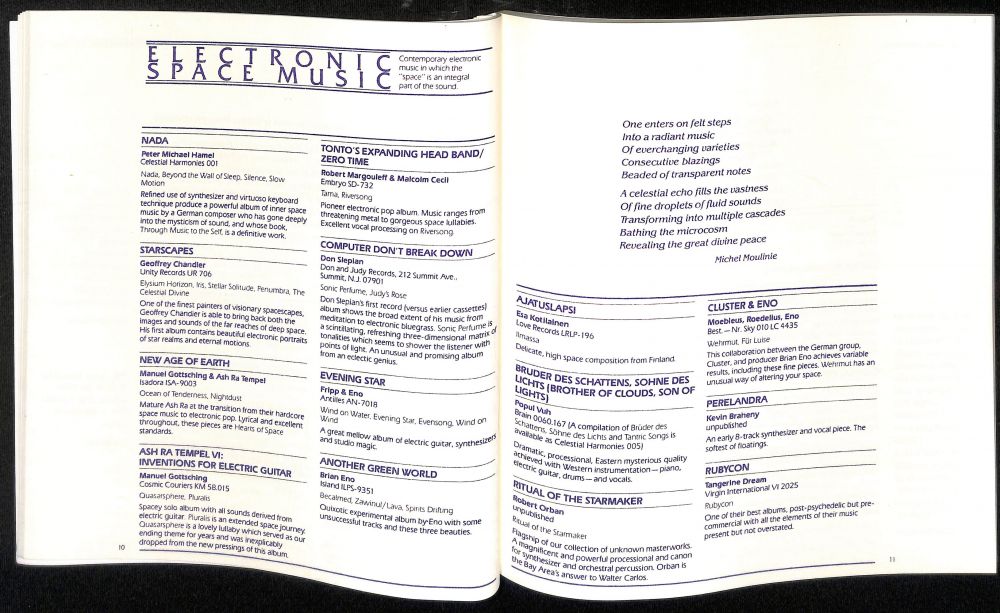 ELECTRONIC
SPACE MUSIC
Contemporary electronic
music in which the
"space" is an integral
part of the sound.
NADA
Peter Michael Hamel
Celestial Harmonies 001
Nada, Beyond the Wall of Sleep, Silence, Slow
Motion
Refined use of synthesizer and virtuoso keyboard
technique produce a powerful album of inner space
music by a German composer who has gone deeply
into the mysticism of sound, and whose book,
Through Music to the Self, is a definitive work.
STARSCAPES
Geoffrey Chandler
Unity Records UR 706
Elysium Horizon, Iris, Stellar Solitude, Penumbra, The
Celestial Divine
One of the finest painters of visionary spacescapes,
Geoffrey Chandler is able to bring back both the
images and sounds of the far reaches of deep space.
His first album contains beautiful electronic portraits
of star realms and eternal motions.
NEW AGE OF EARTH
Manuel Gottsching & Ash Ra Tempel
Isadora ISA-9003
Ocean of Tenderness, Nightdust
Mature Ash Ra at the transition from their hardcore
space music to electronic pop. Lyrical and excellent
throughout, these pieces are Hearts of Space
standards.
ASH RA TEMPEL VI:
INVENTIONS FOR ELECTRIC GUITAR
Manuel Gottsching
Cosmic Couriers KM 58.015
Quasarsphere, Pluralis
Spacey solo album with all sounds derived from
electric guitar. Pluralis is an extended space journey.
Quasarsphere is a lovely lullaby which served as our
ending theme for years and was inexplicably
dropped from the new pressings of this album.
10
TONTO'S EXPANDING HEAD BAND/
ZERO TIME
Robert Margouleff & Malcolm Cecil
Embryo SD-732
Tama, Riversong
Pioneer electronic pop album. Music ranges from
threatening metal to gorgeous space lullabies.
Excellent vocal processing on Riversong.
COMPUTER DON'T BREAK DOWN
Don Slepian
Don and Judy Records, 212 Summit Ave.,
Summit, N.J. 07901
Sonic Perfume, Judy's Rose
Don Slepian's first record (versus earlier cassettes)
album shows the broad extent of his music from
meditation to electronic bluegrass. Sonic Perfume is
a scintillating, refreshing three-dimensional matrix of
tonalities which seems to shower the listener with
points of light. An unusual and promising album
from an eclectic genius.
EVENING STAR
Fripp & Eno
Antilles AN-7018
Wind on Water, Evening Star, Evensong, Wind on
Wind
A great mellow album of electric guitar, synthesizers
and studio magic.
ANOTHER GREEN WORLD
Brian Eno
Island ILPS-9351
Becalmed, Zawinul/Lava, Spirits Drifting
Quixotic experimental album by Eno with some
unsuccessful tracks and these three beauties.
One enters on felt steps
Into a radiant music
Of everchanging varieties
Consecutive blazings
Beaded of transparent notes
A celestial echo fills the vastness
Of fine droplets of fluid sounds
Transforming into multiple cascades
Bathing the microcosm
Revealing the great divine peace
Michel Moulinie
AJATUSLAPSI
Esa Kotilainen
Love Records LRLP-196
Ilmassa
Delicate, high space composition from Finland.
BRUDER DES SCHATTENS, SOHNE DES
LICHTS (BROTHER OF CLOUDS, SON OF
LIGHTS)
Popul Vuh
Brain 0060.167 (A compilation of Brüder des
Schattens, Söhne des Lichts and Tantric Songs is
available as Celestial Harmonies 005)
Dramatic, processional, Eastern mysterious quality
achieved with Western instrumentation—piano,
electric guitar, drums—and vocals.
RITUAL OF THE STARMAKER
Robert Orban
unpublished
Ritual of the Starmaker
Flagship of our collection of unknown masterworks.
A magnificent and powerful processional and canon
for synthesizer and orchestral percussion. Orban is
the Bay Area's answer to Walter Carlos.
CLUSTER & ENO
Moebleus, Roedelius, Eno
Best.—Nr. Sky 010 LC 4435
Wehrmut, Für Luise
This collaboration between the German group,
Cluster, and producer Brian Eno achieves variable
results, including these fine pieces. Wehrmut has an
unusual way of altering your space.
PERELANDRA
Kevin Braheny
unpublished
An early 8-track synthesizer and vocal piece. The
softest of floatings.
RUBYCON
Tangerine Dream
Virgin International VI 2025
Rubycon
One of their best albums, post-psychedelic but pre-
commercial with all the elements of their music
present but not overstated.
11